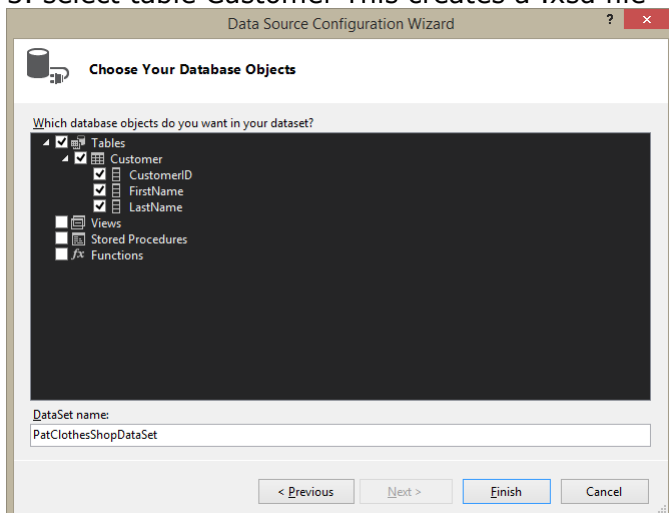 5. select table Customer This creates a .xsd file
Data Source Configuration Wizard ? ×
Choose Your Database Objects
Which database objects do you want in your dataset?
Tables
Customer
CustomerID
FirstName
LastName
Views
Stored Procedures
fx Functions
DataSet name:
PatClothesShopDataSet
< Previous Next > Finish Cancel